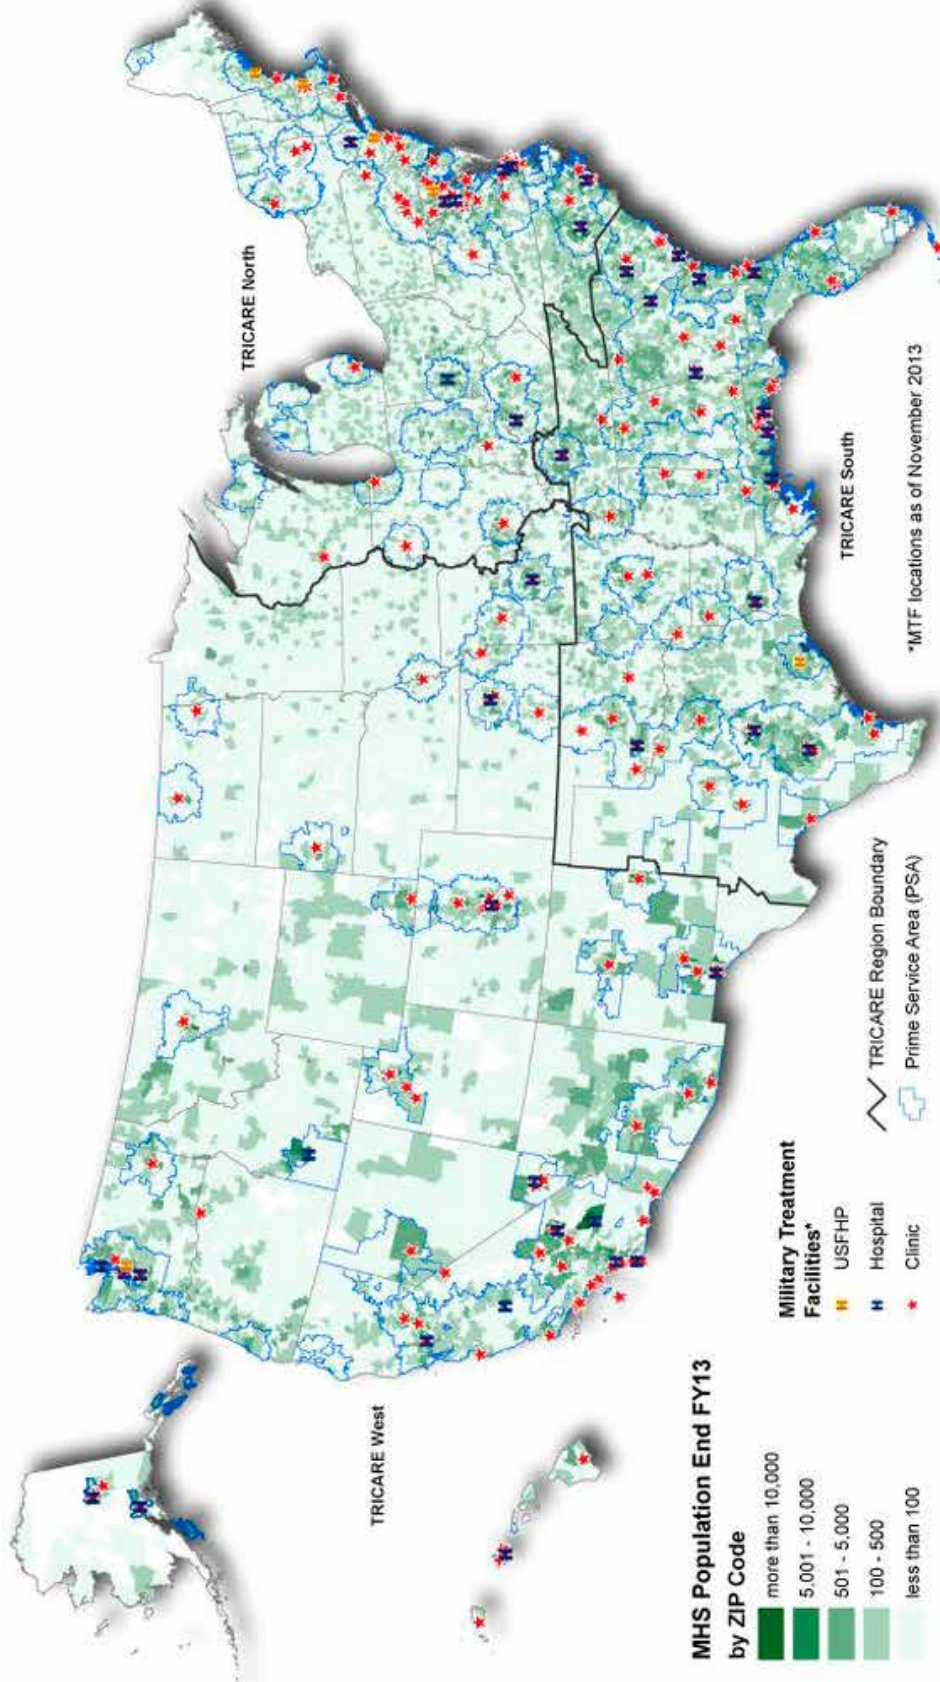 TRICARE North
TRICARE West
TRICARE South
*MTF locations as of November 2013
MHS Population End FY13
by ZIP Code
more than 10,000
5,001 - 10,000
501 - 5,000
100 - 500
less than 100
Military Treatment
Facilities*
H USFHP
H Hospital
Clinic
TRICARE Region Boundary
Prime Service Area (PSA)